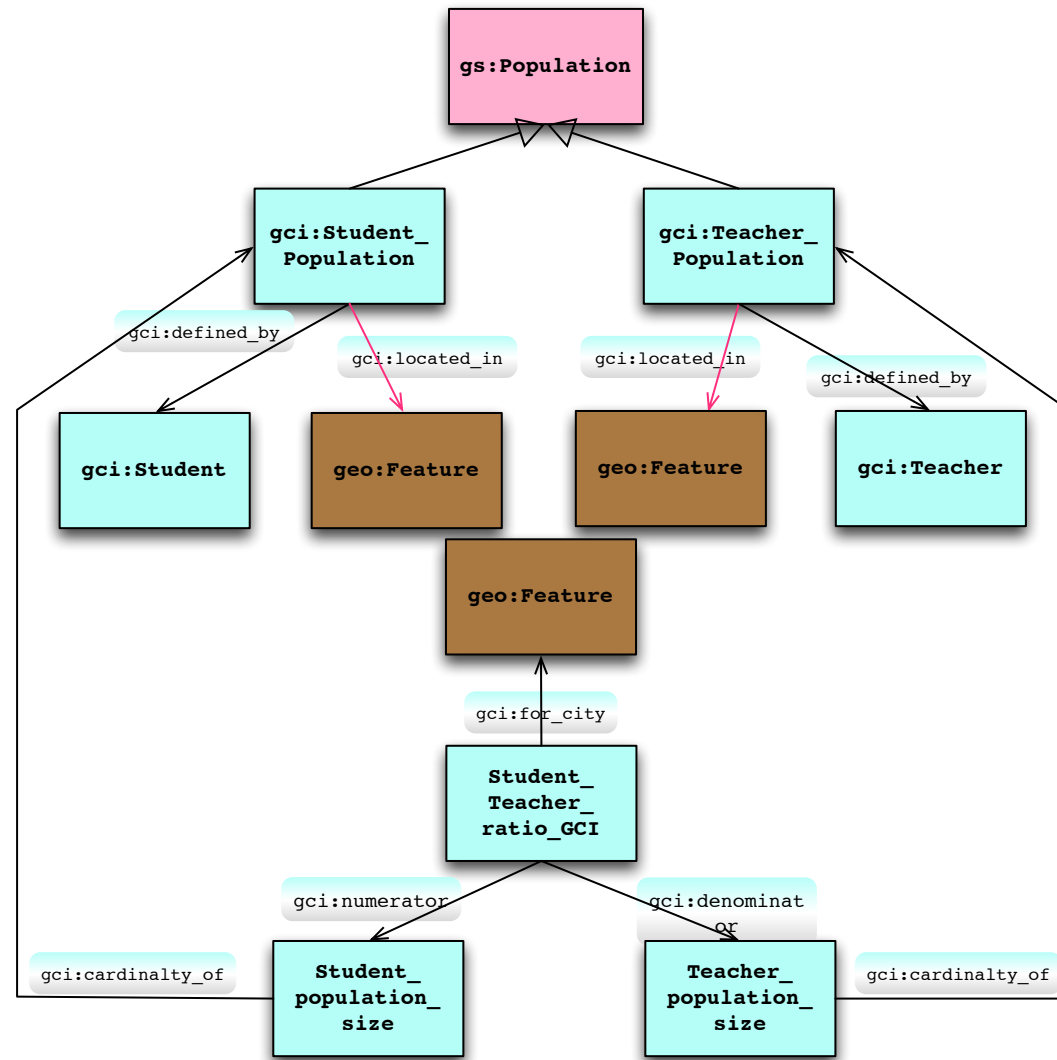 gs:Population
gci:Student_
Population
gci:Teacher_
Population
gci:defined_by
gci:located_in
gci:located_in
gci:defined_by
gci:Student
geo:Feature
geo:Feature
gci:Teacher
geo:Feature
gci:for_city
Student_
Teacher_
ratio_GCI
gci:numerator
gci:denominat
or
gci:cardinalty_of
Student_
population_
size
Teacher_
population_
size
gci:cardinalty_of